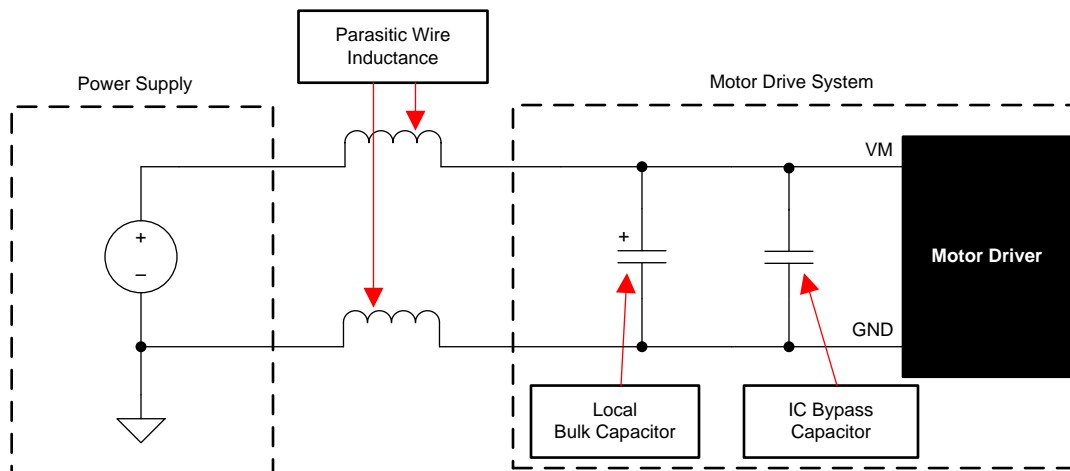 Parasitic Wire
Inductance
Power Supply
Motor Drive System
VM
+
–
+
Motor Driver
GND
Local
Bulk Capacitor
IC Bypass
Capacitor